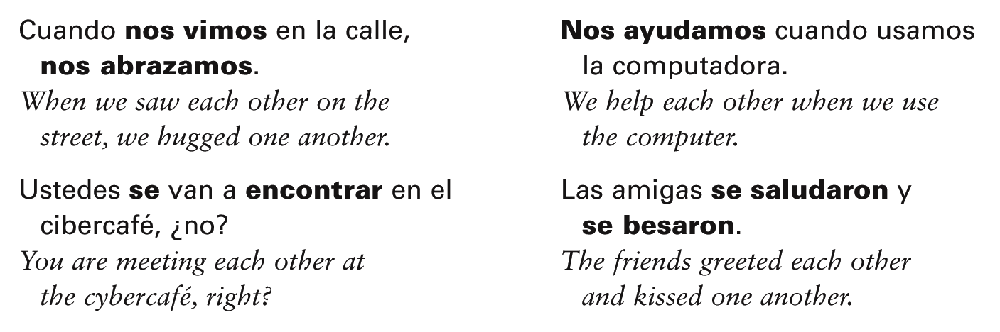 Cuando nos vimos en la calle,
nos abrazamos.
When we saw each other on the
street, we hugged one another.
Nos ayudamos cuando usamos
la computadora.
We help each other when we use
the computer.
Ustedes se van a encontrar en el
cibercafé, ¿no?
You are meeting each other at
the cybercafé, right?
Las amigas se saludaron y
se besaron.
The friends greeted each other
and kissed one another.